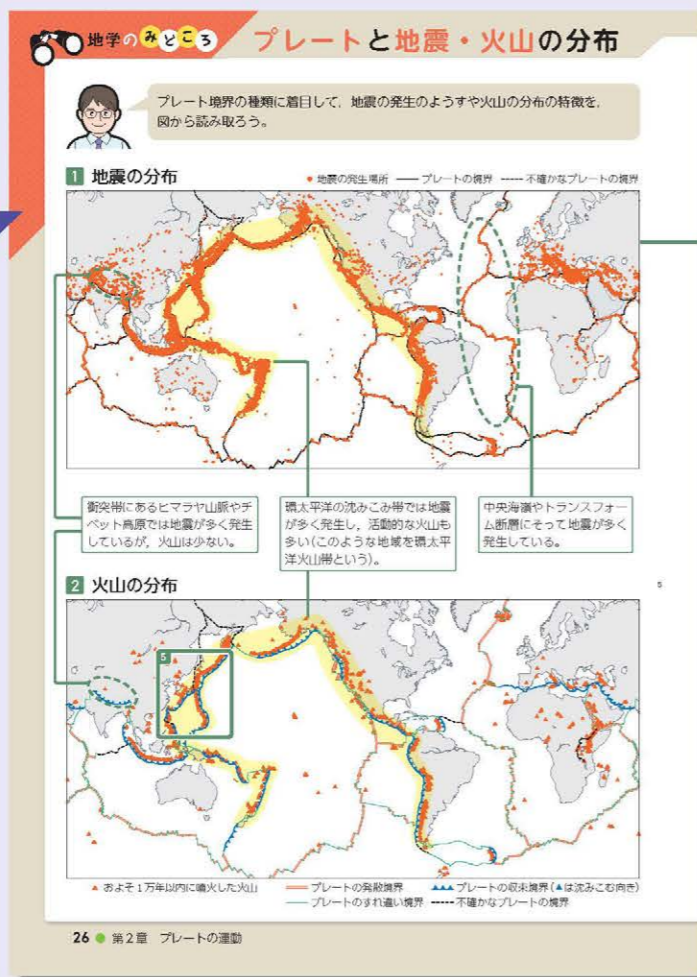 地学のみどころ プレートと地震・火山の分布
プレート境界の種類に着目して，地震の発生のようすや火山の分布の特徴を，
図から読み取ろう。
1 地震の分布
地震の発生場所 プレートの境界 不確かなプレートの境界
衝突帯にあるヒマラヤ山脈やチ
ベット高原では地震が多く発生
しているが，火山は少ない。
環太平洋の沈みこみ帯では地震
が多く発生し，活動的な火山も
多い(このような地域を環太平
洋火山帯という)。
中央海嶺やトランスフォー
ム断層にそって地震が多く
発生している。
5
2 火山の分布
5
およそ1万年以内に噴火した火山 プレートの発散境界 プレートの収束境界(▲は沈みこむ向き)
プレートのすれ違い境界 不確かなプレートの境界
26 第2章 プレートの運動